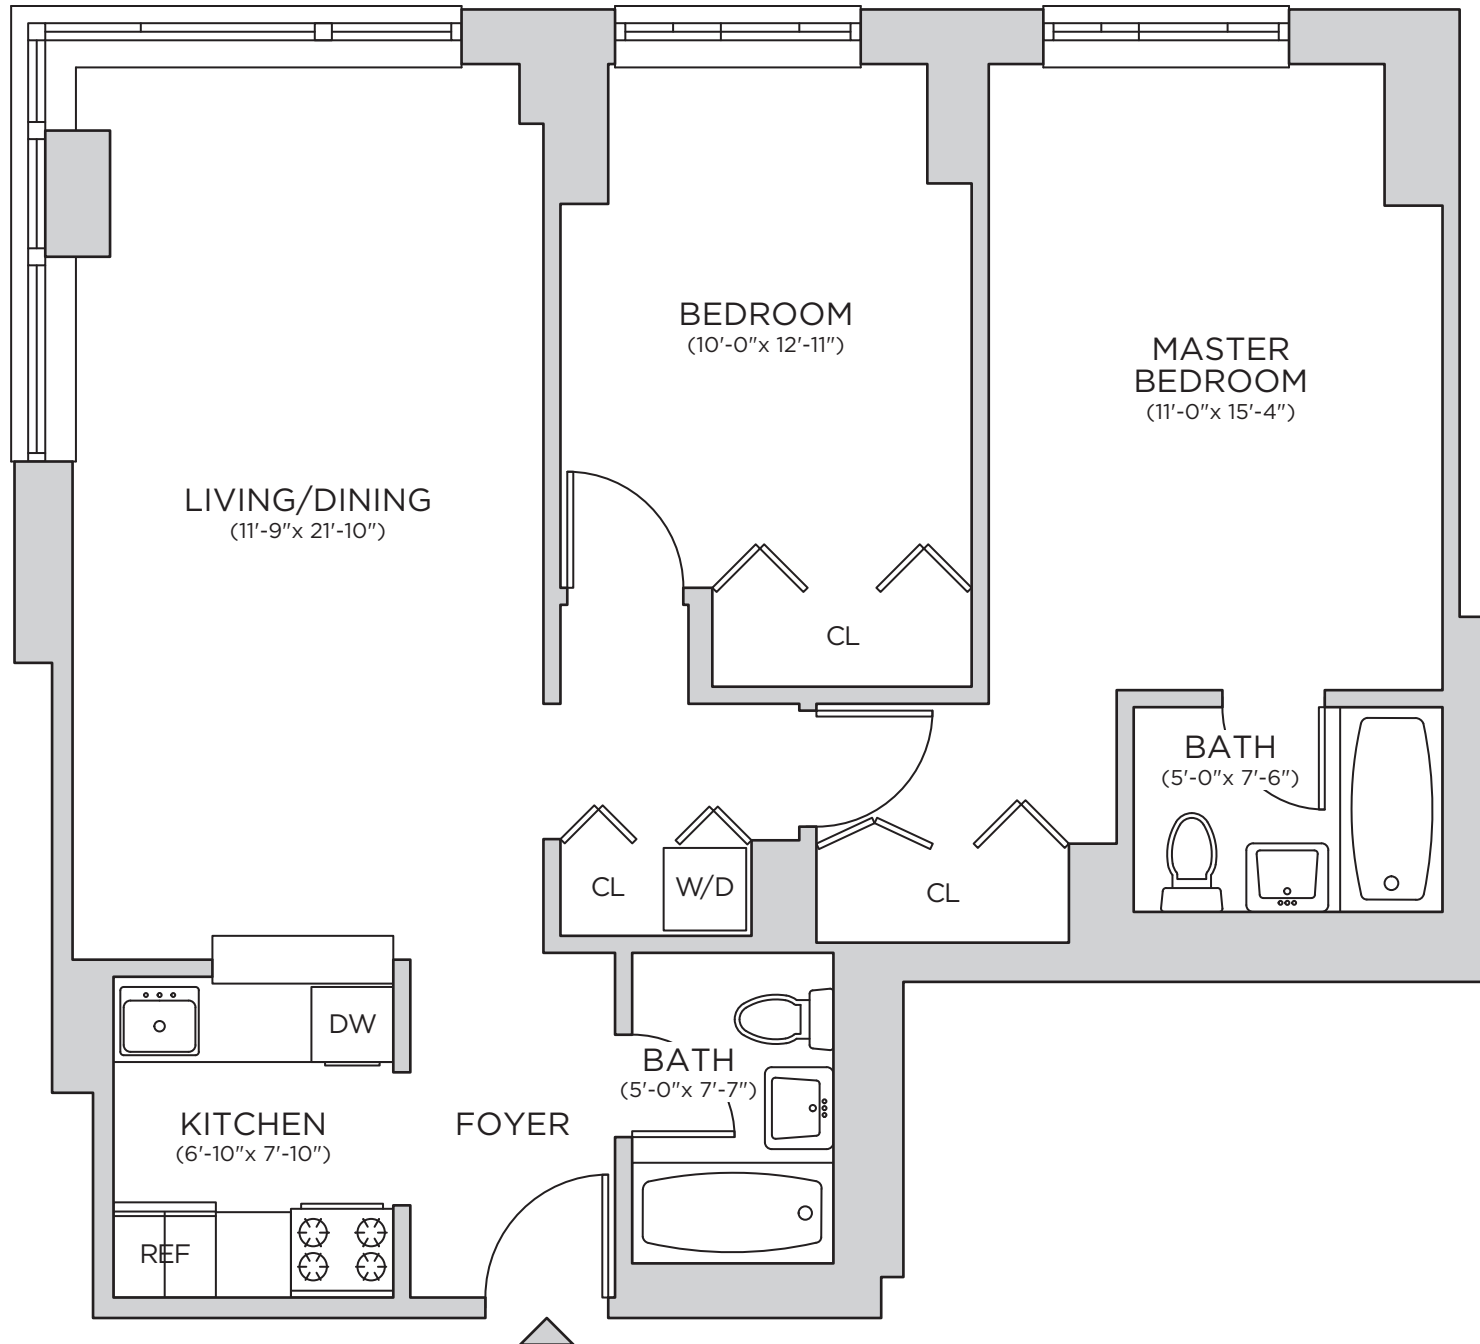 BEDROOM
(10'-0"x 12'-11")
MASTER
BEDROOM
(11'-0"x 15'-4")
LIVING/DINING
(11'-9"x 21'-10")
CL
BATH
(5'-0"x 7'-6")
CL
W/D
CL
DW
BATH
(5'-0"x 7'-7")
KITCHEN
(6'-10"x 7'-10")
FOYER
REF